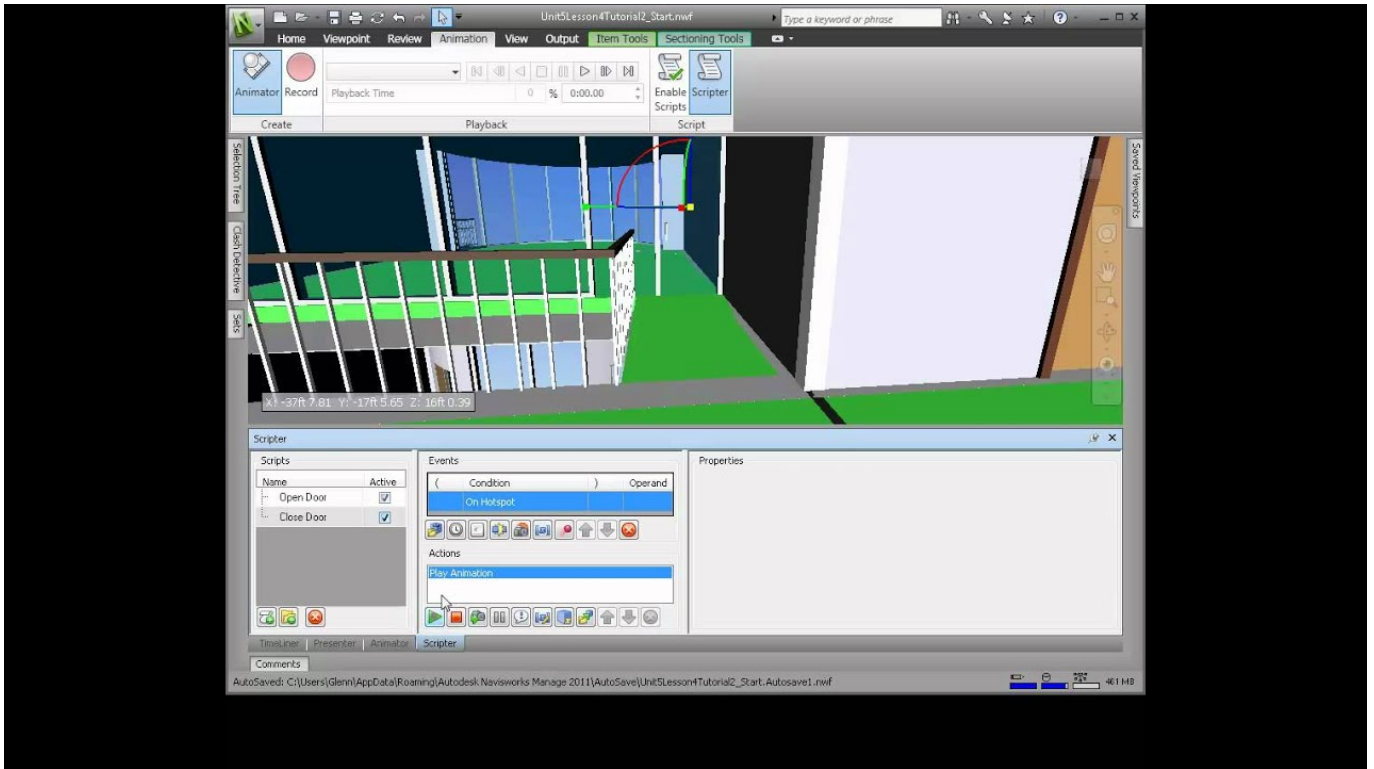 Unit5Lesson4Tutorial2_Start.nwf
Type a keyword or phrase
Home Viewpoint Review Animation View Output Item Tools Sectioning Tools
Animator Record
Playback Time
0 % 0:00.00
Enable Scripts
Scripter
Create Playback Script
Selection Tree
Clash Detective
Sets
Saved Viewpoints
X: -37ft 7.81 Y: -17ft 5.65 Z: 16ft 0.39
Scripter
Scripts
Name Active
Open Door
Close Door
Events
( Condition ) Operand
On Hotspot
Actions
Play Animation
Properties
TimeLiner Presenter Animator Scripter
Comments
AutoSaved: C:\Users\Glenn\AppData\Roaming\Autodesk Navisworks Manage 2011\AutoSave\Unit5Lesson4Tutorial2_Start.Autosave1.nwf
461 MB